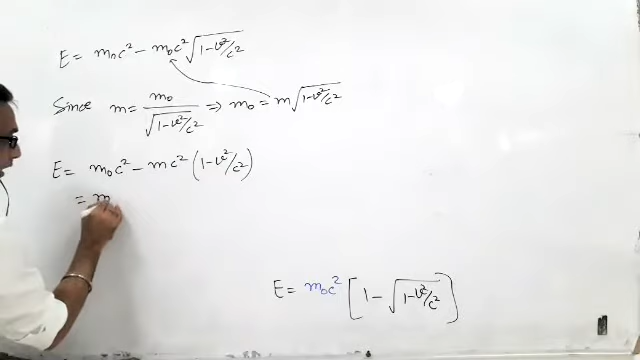 E = m₀c² - m₀c² √(1-v²/c²)
Since m = m₀/√(1-v²/c²) ⇒ m₀ = m√(1-v²/c²)
E = m₀c² - mc² (1-v²/c²)
= m
E = m₀c² [1 - √(1-v²/c²)]